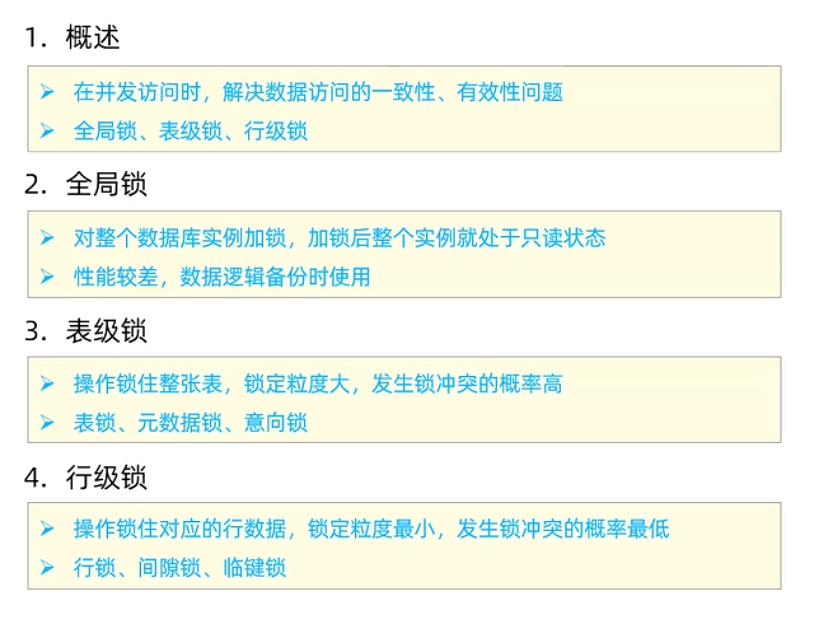 1. 概述
➢ 在并发访问时，解决数据访问的一致性、有效性问题
➢ 全局锁、表级锁、行级锁
2. 全局锁
➢ 对整个数据库实例加锁，加锁后整个实例就处于只读状态
➢ 性能较差，数据逻辑备份时使用
3. 表级锁
➢ 操作锁住整张表，锁定粒度大，发生锁冲突的概率高
➢ 表锁、元数据锁、意向锁
4. 行级锁
➢ 操作锁住对应的行数据，锁定粒度最小，发生锁冲突的概率最低
➢ 行锁、间隙锁、临键锁